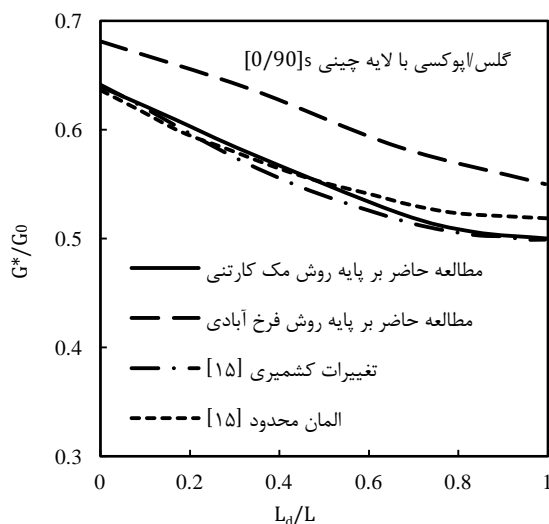 0.7
گلس/اپوکسی با لایه چینی [0/90]s
0.6
0.5
G*/G0
مطالعه حاضر بر پایه روش مک کارتنی
مطالعه حاضر بر پایه روش فرخ آبادی
0.4
تغییرات کشمیری [۱۵]
المان محدود [۱۵]
0.3
0 0.2 0.4 0.6 0.8 1
L_d/L